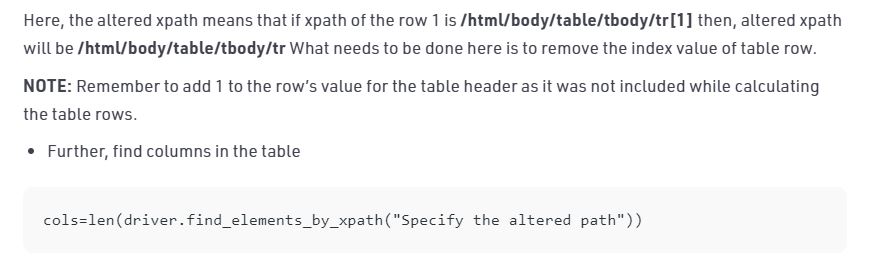 Here, the altered xpath means that if xpath of the row 1 is /html/body/table/tbody/tr[1] then, altered xpath
will be /html/body/table/tbody/tr What needs to be done here is to remove the index value of table row.
NOTE: Remember to add 1 to the row’s value for the table header as it was not included while calculating
the table rows.
• Further, find columns in the table
cols=len(driver.find_elements_by_xpath("Specify the altered path"))